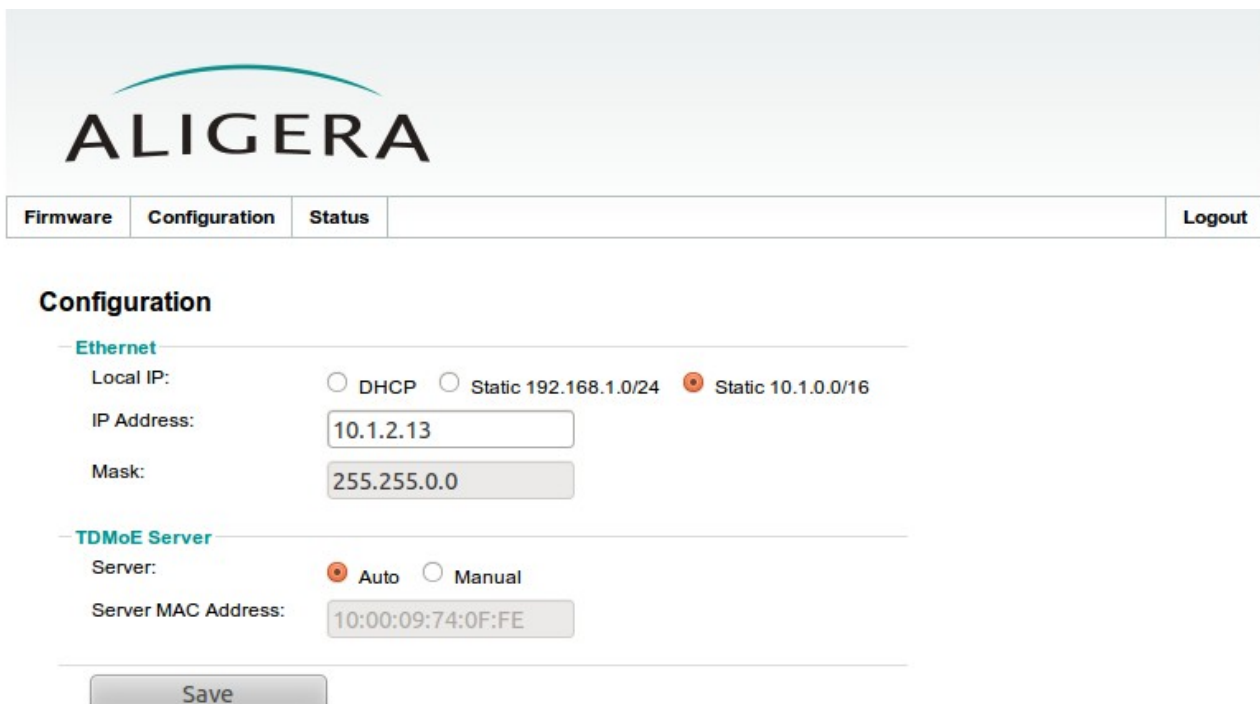 ALIGERA
Firmware Configuration Status Logout
Configuration
Ethernet
Local IP: DHCP Static 192.168.1.0/24 Static 10.1.0.0/16
IP Address: 10.1.2.13
Mask: 255.255.0.0
TDMoE Server
Server: Auto Manual
Server MAC Address: 10:00:09:74:0F:FE
Save